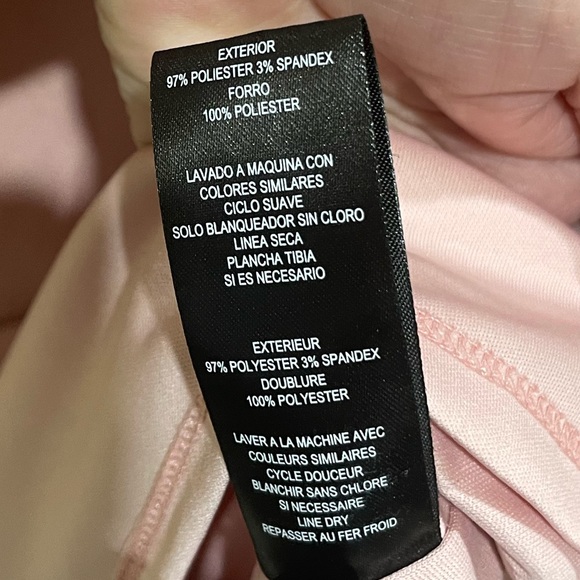 EXTERIOR
97% POLIESTER 3% SPANDEX
FORRO
100% POLIESTER
LAVADO A MAQUINA CON
COLORES SIMILARES
CICLO SUAVE
SOLO BLANQUEADOR SIN CLORO
LINEA SECA
PLANCHA TIBIA
SI ES NECESARIO
EXTERIEUR
97% POLYESTER 3% SPANDEX
DOUBLURE
100% POLYESTER
LAVER A LA MACHINE AVEC
COULEURS SIMILAIRES
CYCLE DOUCEUR
BLANCHIR SANS CHLORE
SI NECESSAIRE
LINE DRY
REPASSER AU FER FROID